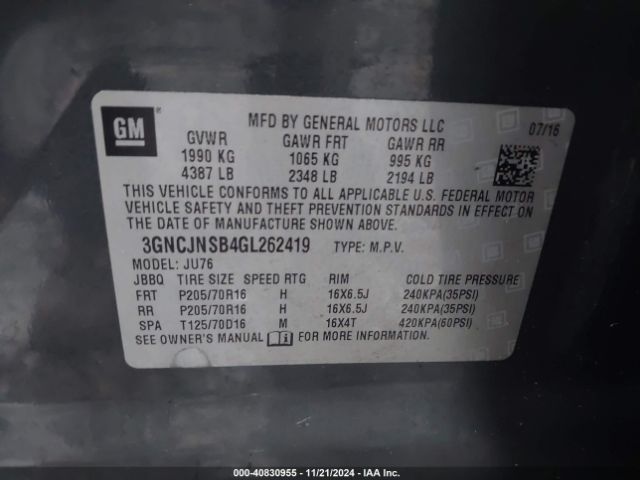 GM
MFD BY GENERAL MOTORS LLC
07/16
GVWR GAWR FRT GAWR RR
1990 KG 1065 KG 995 KG
4387 LB 2348 LB 2194 LB
THIS VEHICLE CONFORMS TO ALL APPLICABLE U.S. FEDERAL MOTOR
VEHICLE SAFETY AND THEFT PREVENTION STANDARDS IN EFFECT ON
THE DATE OF MANUFACTURE SHOWN ABOVE.
3GNCJNSB4GL262419 TYPE: M.P.V.
MODEL: JU76
JBBQ TIRE SIZE SPEED RTG RIM COLD TIRE PRESSURE
FRT P205/70R16 H 16X6.5J 240KPA(35PSI)
RR P205/70R16 H 16X6.5J 240KPA(35PSI)
SPA T125/70D16 M 16X4T 420KPA(60PSI)
SEE OWNER'S MANUAL FOR MORE INFORMATION
000-40830955 - 11/21/2024 - IAA Inc.